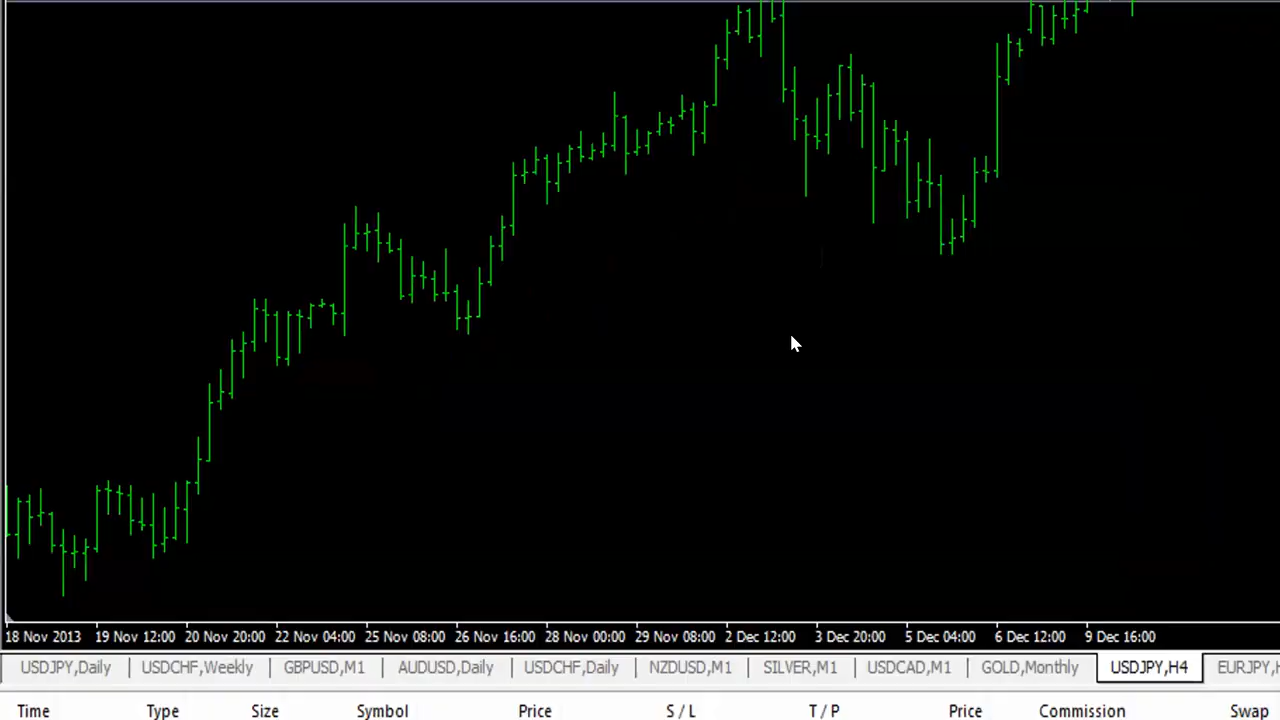 18 Nov 2013 19 Nov 12:00 20 Nov 20:00 22 Nov 04:00 25 Nov 08:00 26 Nov 16:00 28 Nov 00:00 29 Nov 08:00 2 Dec 12:00 3 Dec 20:00 5 Dec 04:00 6 Dec 12:00 9 Dec 16:00
USDJPY,Daily USDCHF,Weekly GBPUSD,M1 AUDUSD,Daily USDCHF,Daily NZDUSD,M1 SILVER,M1 USDCAD,M1 GOLD,Monthly USDJPY,H4 EURJPY,
Time Type Size Symbol Price S / L T / P Price Commission Swap